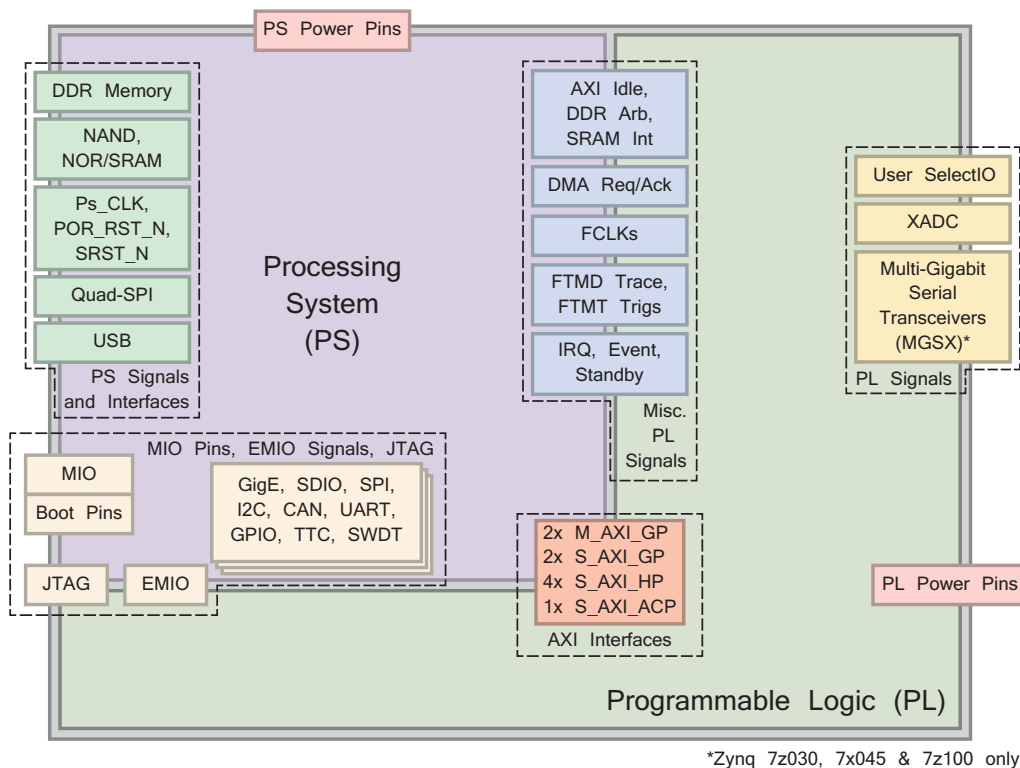 PS Power Pins
DDR Memory
NAND,
NOR/SRAM
Ps_CLK,
POR_RST_N,
SRST_N
Quad-SPI
USB
PS Signals
and Interfaces
Processing
System
(PS)
AXI Idle,
DDR Arb,
SRAM Int
DMA Req/Ack
FCLKs
FTMD Trace,
FTMT Trigs
IRQ, Event,
Standby
Misc.
PL
Signals
User SelectIO
XADC
Multi-Gigabit
Serial
Transceivers
(MGSX)*
PL Signals
MIO Pins, EMIO Signals, JTAG
MIO
Boot Pins
GigE, SDIO, SPI,
I2C, CAN, UART,
GPIO, TTC, SWDT
JTAG
EMIO
2x M_AXI_GP
2x S_AXI_GP
4x S_AXI_HP
1x S_AXI_ACP
AXI Interfaces
PL Power Pins
Programmable Logic (PL)
*Zynq 7z030, 7x045 & 7z100 only